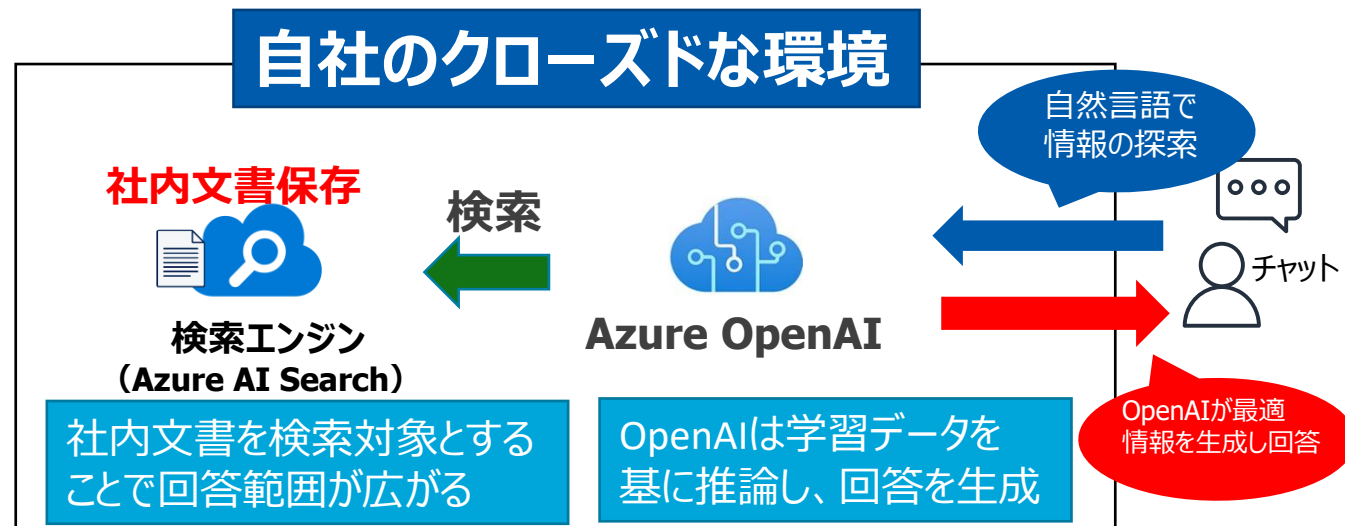 自社のクローズドな環境
自然言語で
情報の探索
社内文書保存
検索
チャット
検索エンジン
（Azure AI Search）
Azure OpenAI
OpenAIが最適
情報を生成し回答
社内文書を検索対象とする
ことで回答範囲が広がる
OpenAIは学習データを
基に推論し、回答を生成